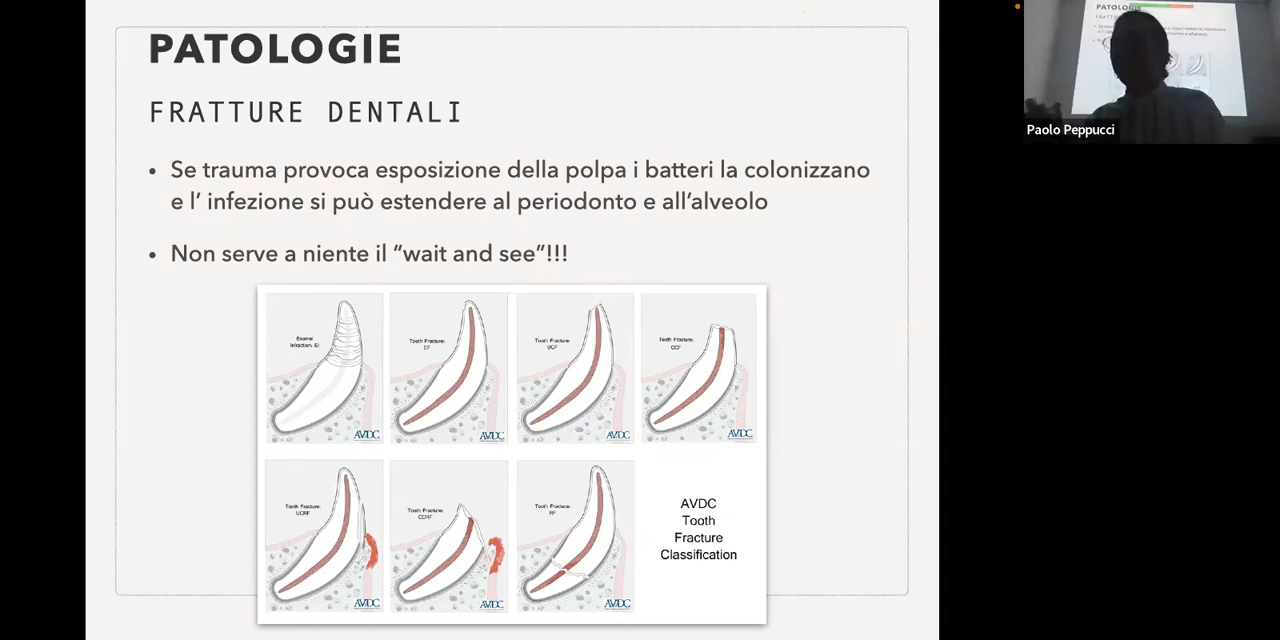 PATOLOGIE
FRATTURE DENTALI
• Se trauma provoca esposizione della polpa i batteri la colonizzano
e l’ infezione si può estendere al periodonto e all’alveolo
• Non serve a niente il “wait and see”!!!
Enamel
Infraction: EI
AVDC
Tooth Fracture:
EF
AVDC
Tooth Fracture:
UCF
AVDC
Tooth Fracture:
CCF
AVDC
Tooth Fracture:
UCRF
AVDC
Tooth Fracture:
CCRF
AVDC
Tooth Fracture:
RF
AVDC
AVDC
Tooth
Fracture
Classification
PATOLOGIE
Paolo Peppucci